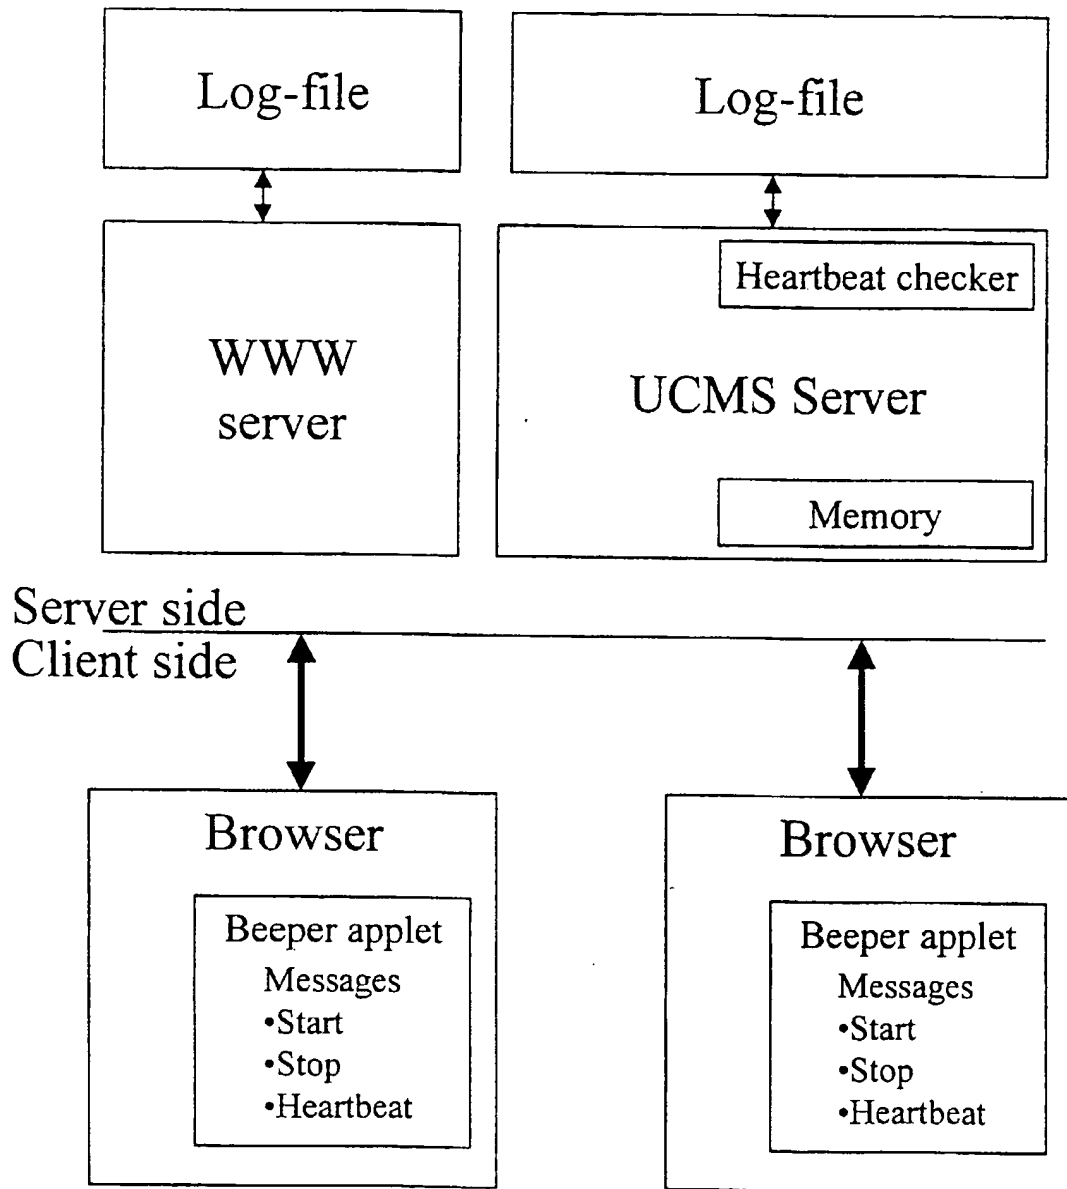 Log-file
Log-file
Heartbeat checker
WWW
server
UCMS Server
Memory
Server side
Client side
Browser
Beeper applet
Messages
•Start
•Stop
•Heartbeat
Browser
Beeper applet
Messages
•Start
•Stop
•Heartbeat